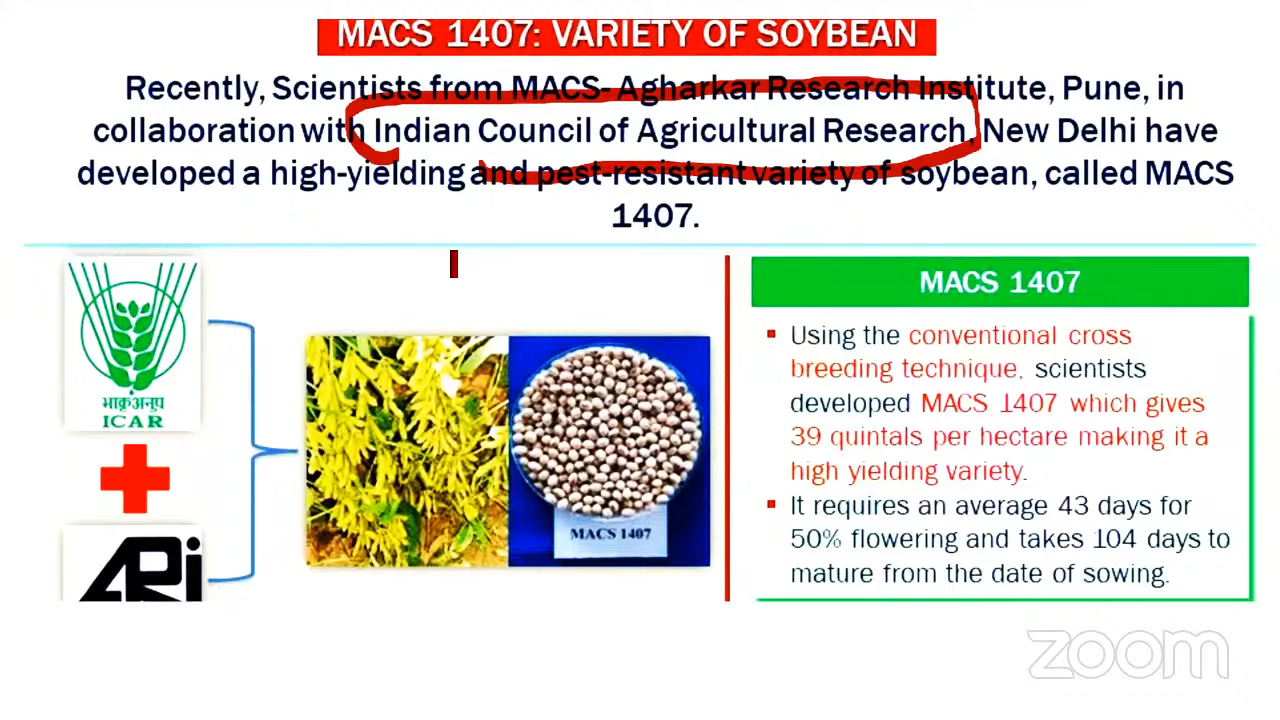 MACS 1407: VARIETY OF SOYBEAN
Recently, Scientists from MACS- Agharkar Research Institute, Pune, in
collaboration with Indian Council of Agricultural Research, New Delhi have
developed a high-yielding and pest-resistant variety of soybean, called MACS
1407.
भाकृअनुप
ICAR
ARi
MACS 1407
MACS 1407
Using the conventional cross
breeding technique, scientists
developed MACS 1407 which gives
39 quintals per hectare making it a
high yielding variety.
It requires an average 43 days for
50% flowering and takes 104 days to
mature from the date of sowing.
zoom